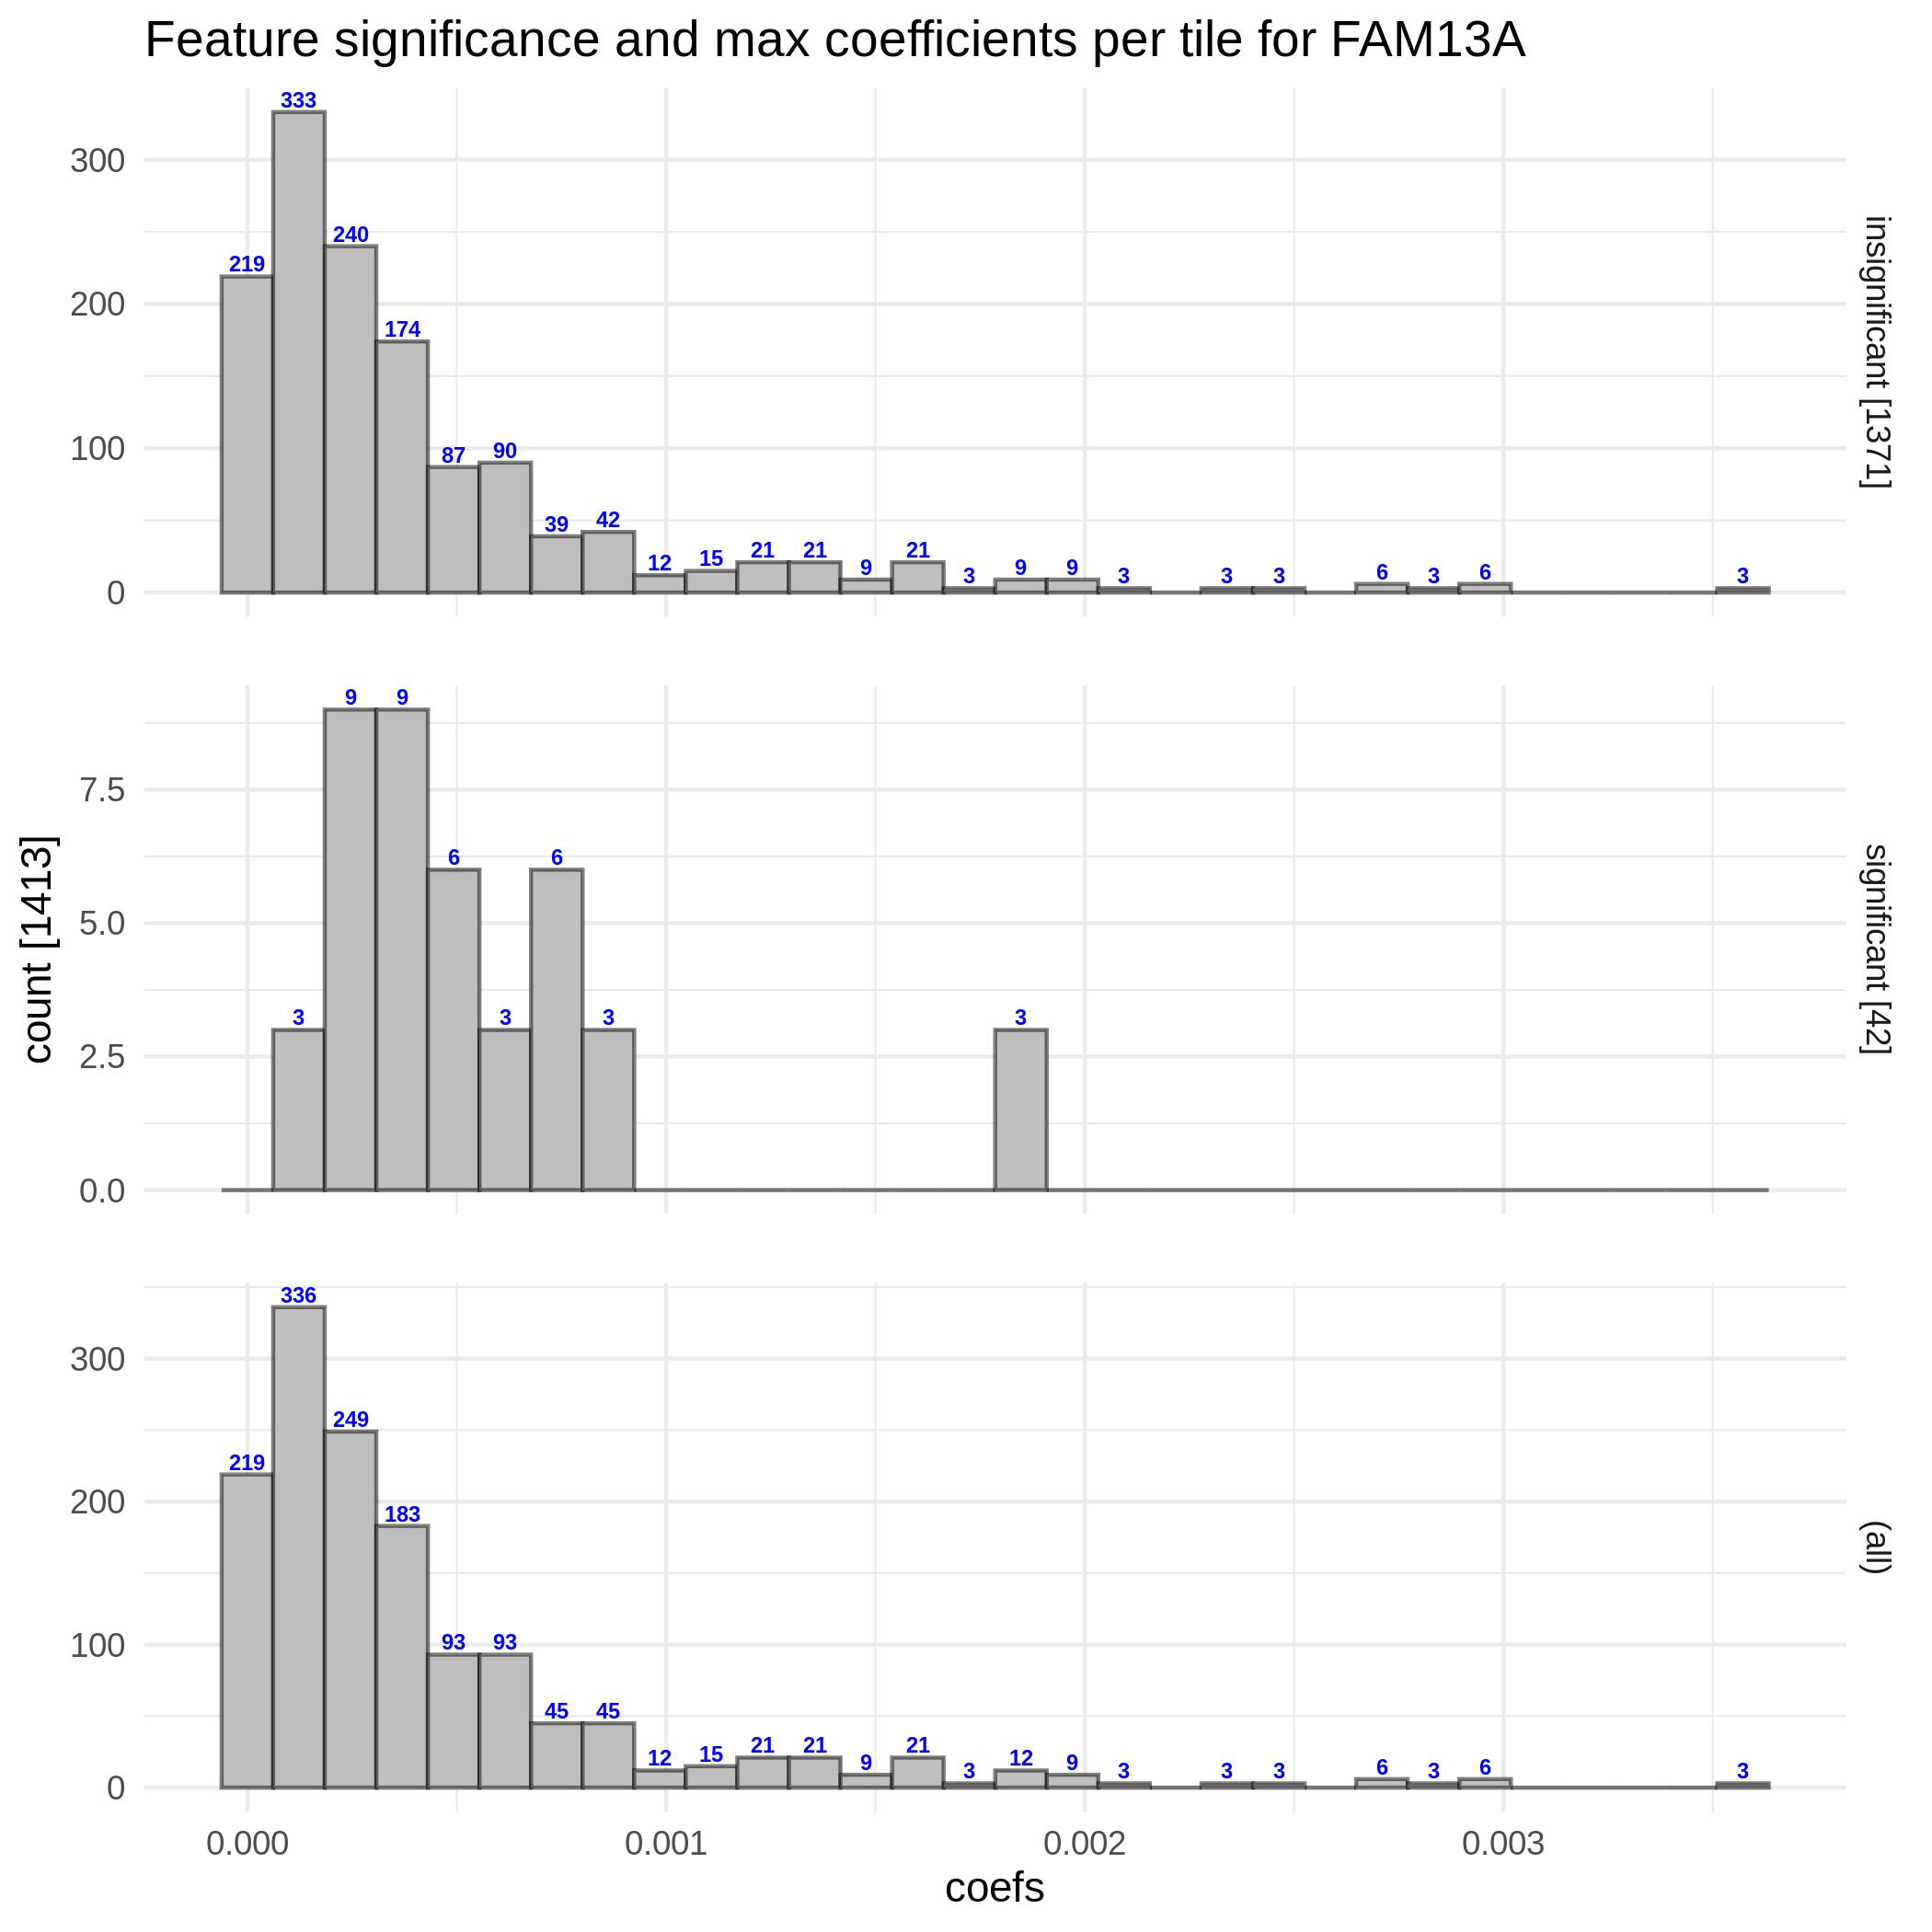 Feature significance and max coefficients per tile for FAM13A
333
300
240
219
200
174
100
87 90
39 42
12 15 21 21 9 21 3 9 9 3 3 3 6 3 6 3
0
insignificant [1371]
9 9
7.5
6 6
5.0
3 3 3 3
2.5
0.0
significant [42]
count [1413]
336
300
249
219
200
183
100
93 93
45 45
12 15 21 21 9 21 3 12 9 3 3 3 6 3 6 3
0
(all)
0.000 0.001 0.002 0.003
coefs